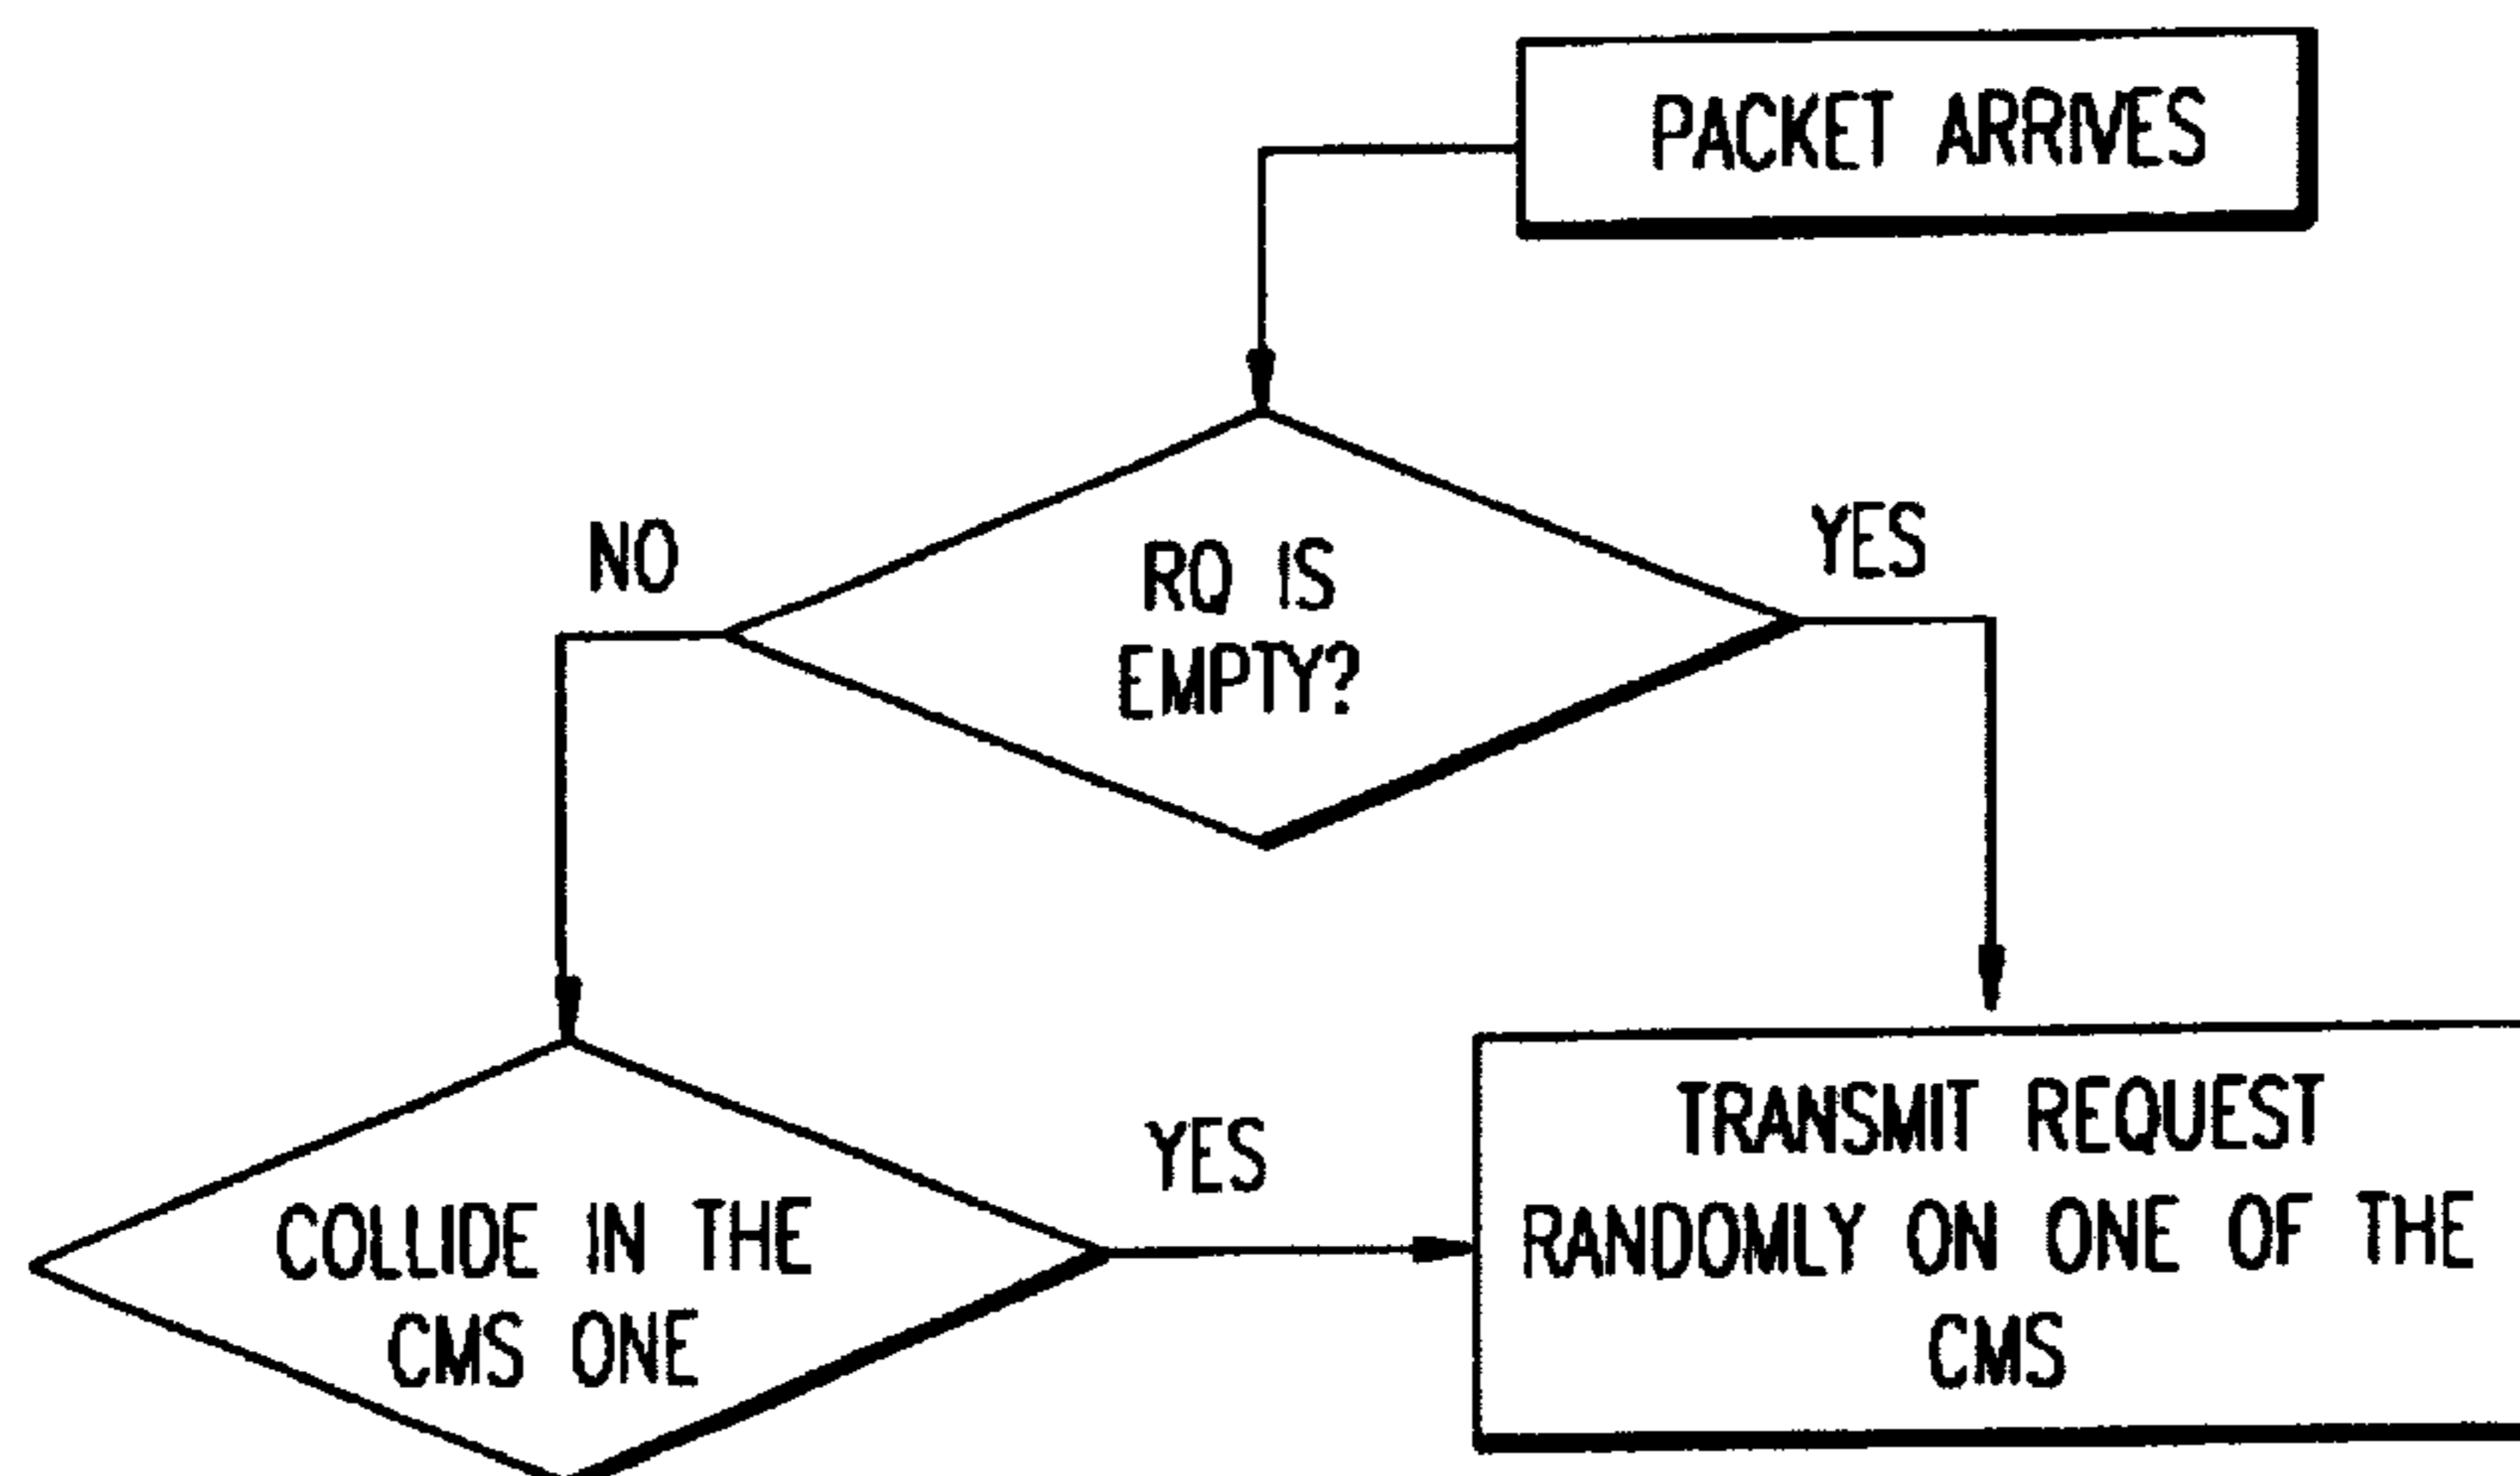 PACKET ARRIVES
NO
RQ IS
EMPTY?
YES
COLLIDE IN THE
CMS ONE
YES
TRANSMIT REQUEST
RANDOMLY ON ONE OF THE
CMS